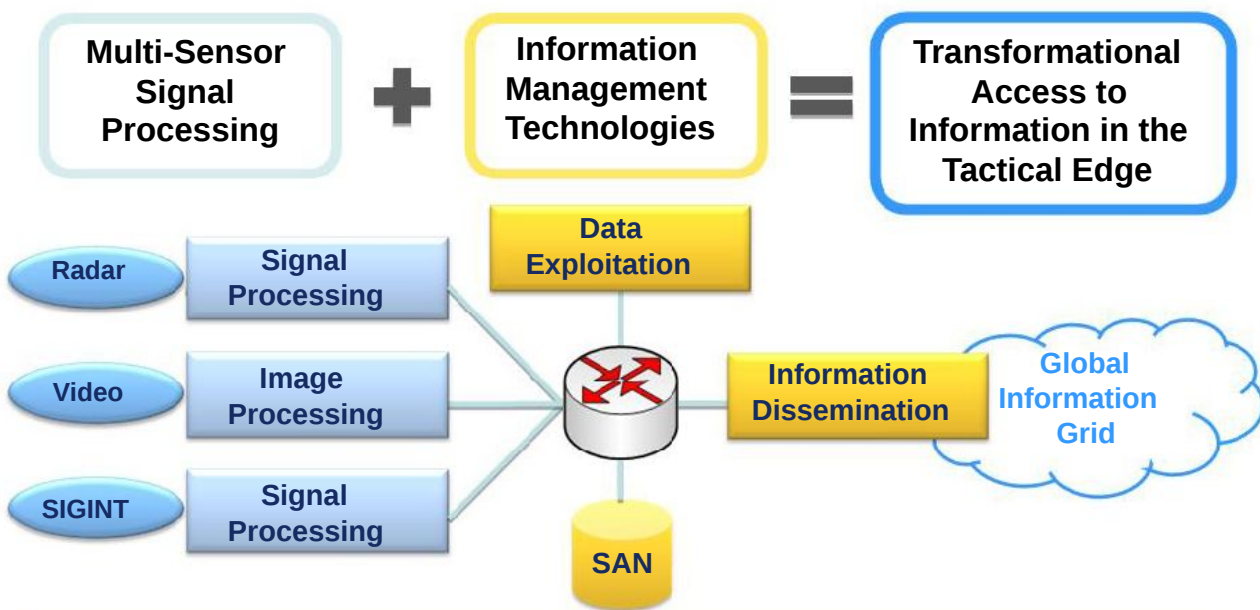 Multi-Sensor
Signal
Processing
Information
Management
Technologies
Transformational
Access to
Information in the
Tactical Edge
Data
Exploitation
Radar
Signal
Processing
Video
Image
Processing
Information
Dissemination
Global
Information
Grid
SIGINT
Signal
Processing
SAN